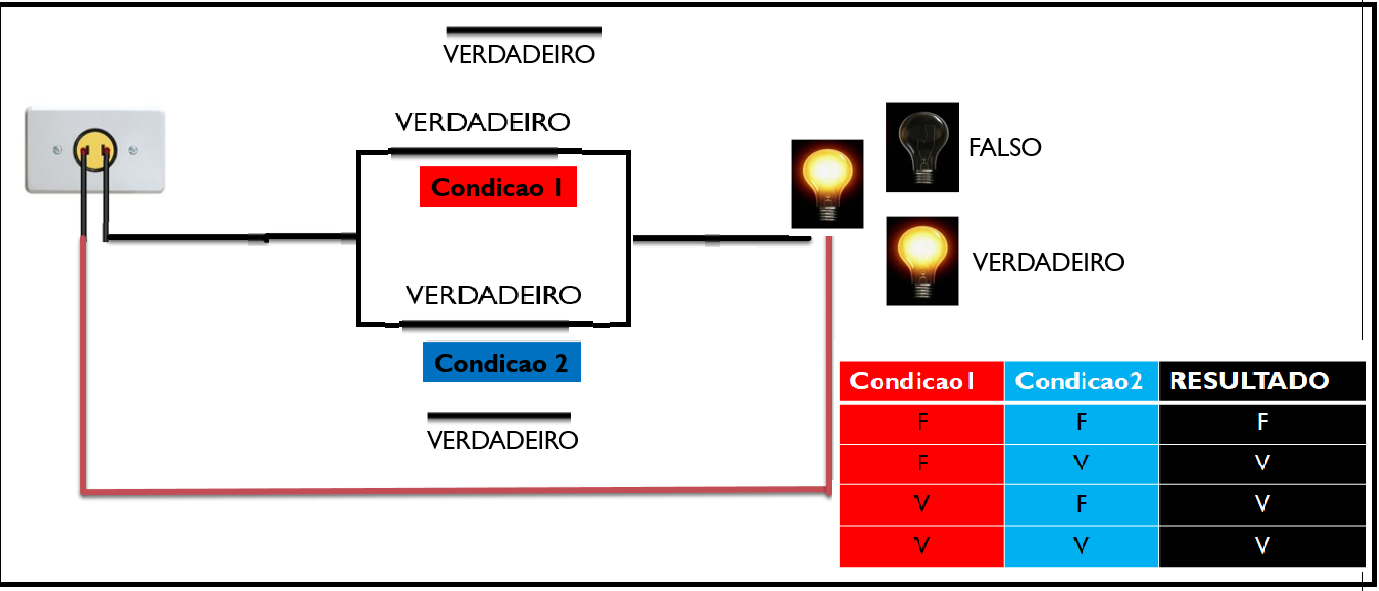 VERDADEIRO
VERDADEIRO
Condicao 1
VERDADEIRO
Condicao 2
VERDADEIRO
FALSO
VERDADEIRO
Condicao1 Condicao2 RESULTADO
F F F
F V V
V F V
V V V